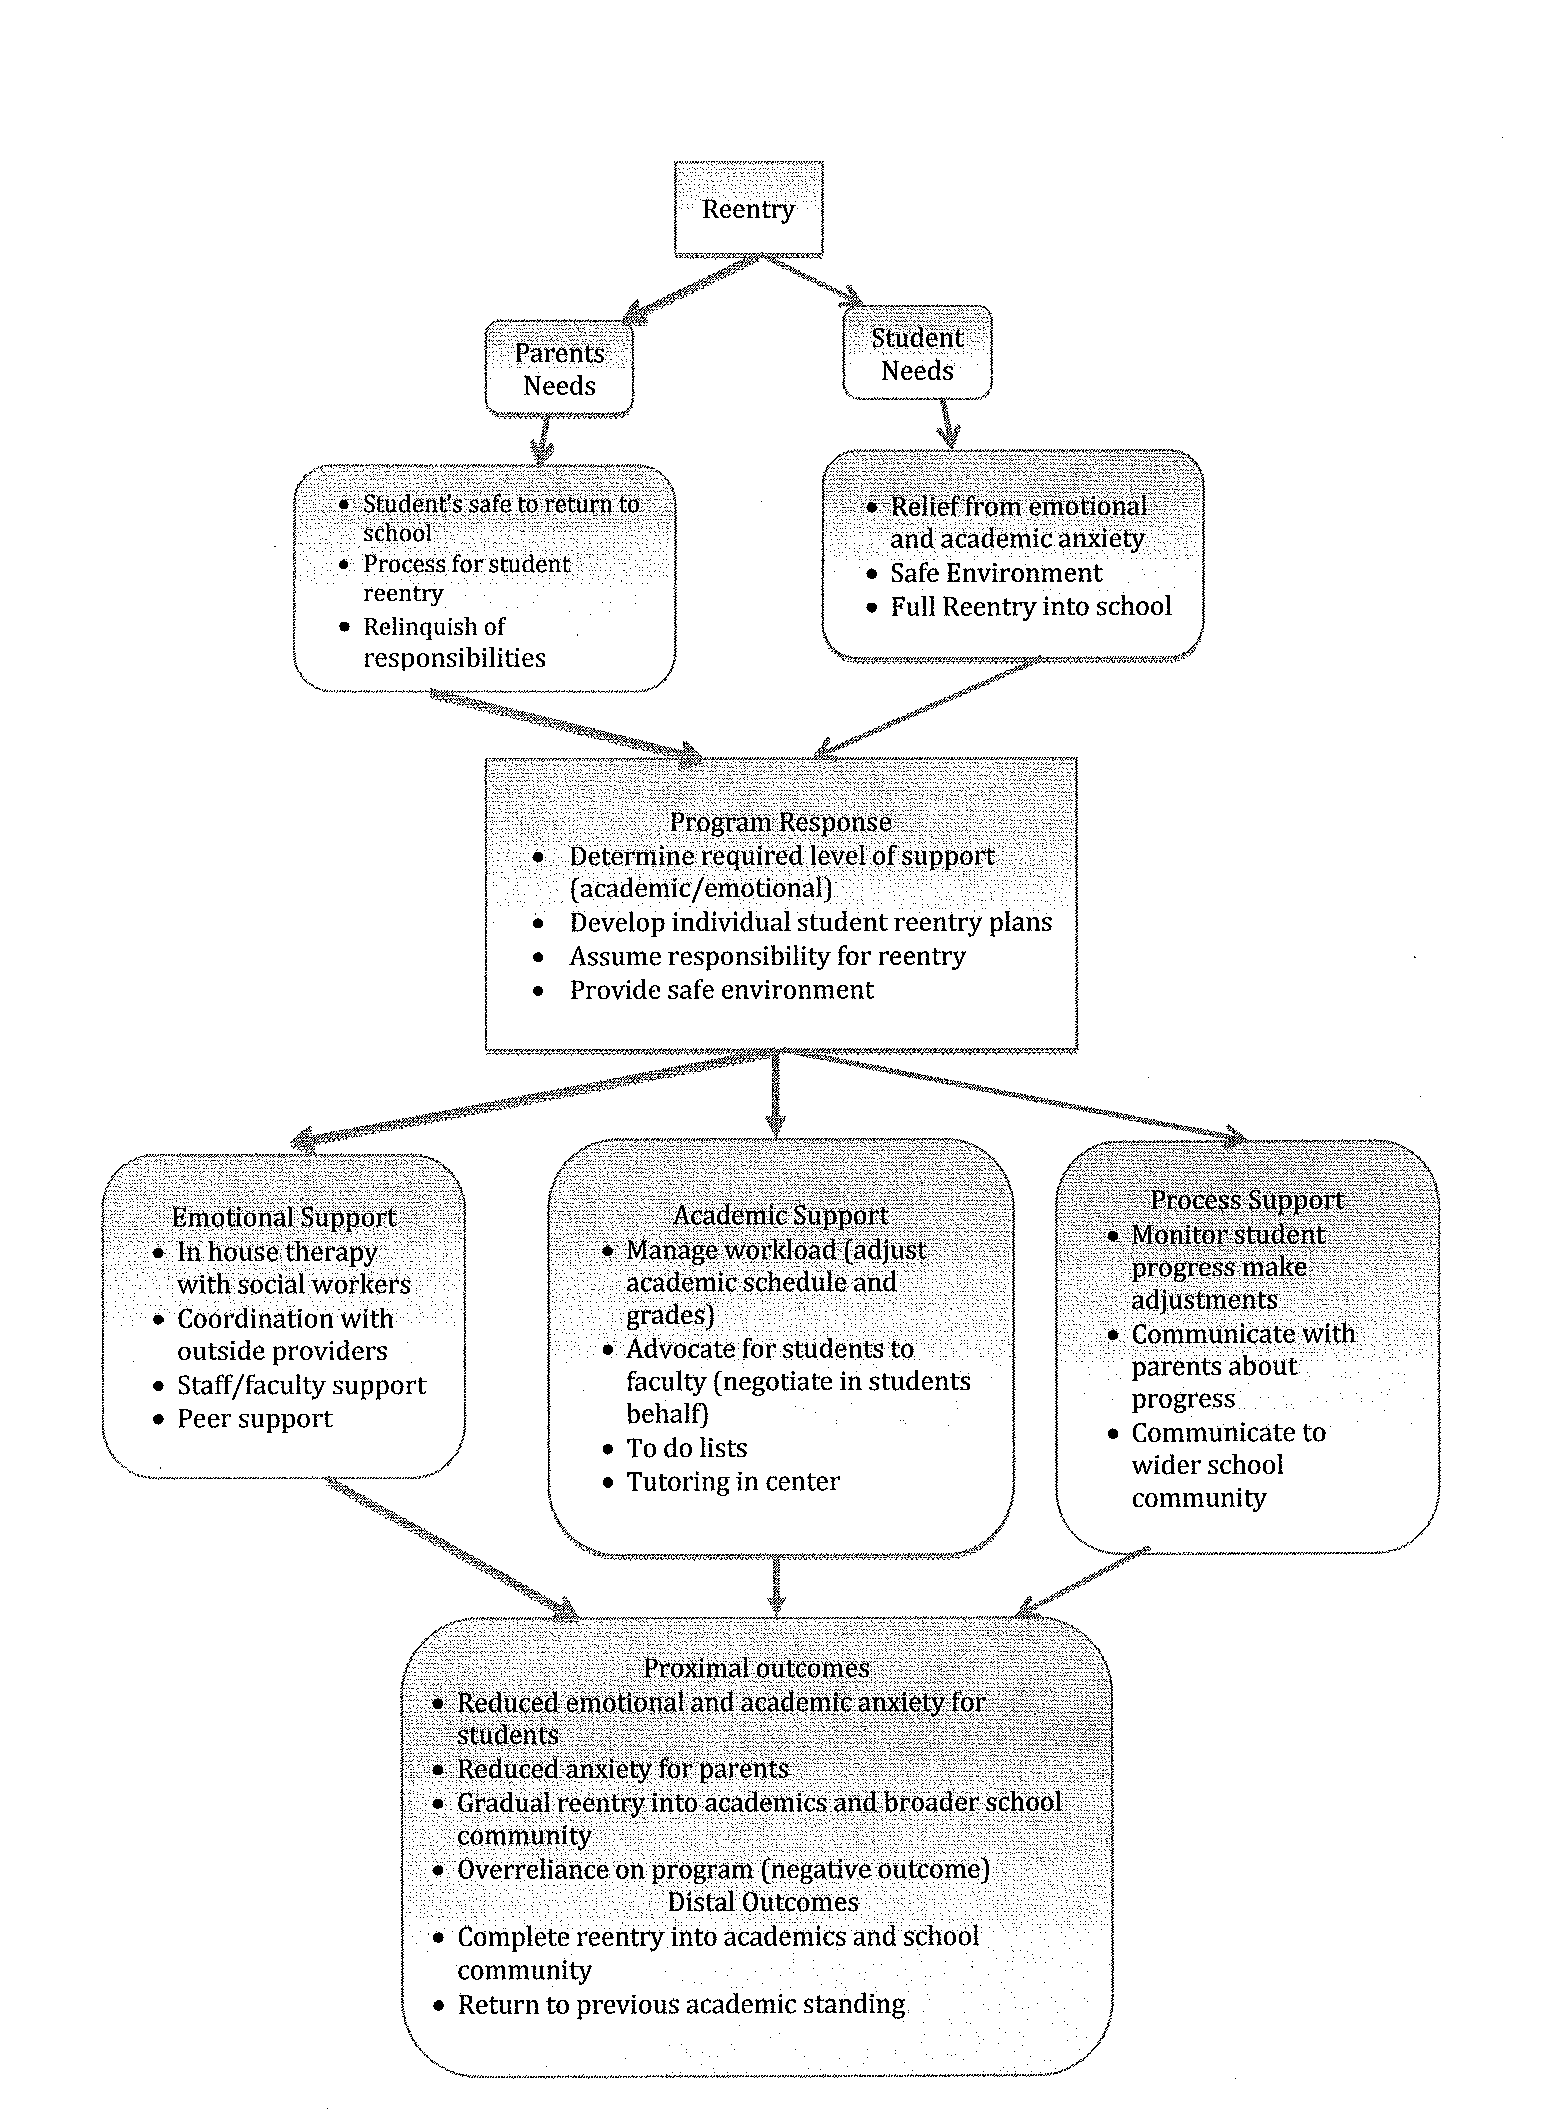 Reentry
Parents
Needs
Student
Needs
• Student's safe to return to
school
• Process for student
reentry
• Relinquish of
responsibilities
• Relief from emotional
and academic anxiety
• Safe Environment
• Full Reentry into school
Program Response
• Determine required level of support
(academic/emotional)
• Develop individual student reentry plans
• Assume responsibility for reentry
• Provide safe environment
Emotional Support
• In house therapy
with social workers
• Coordination with
outside providers
• Staff/faculty support
• Peer support
Academic Support
• Manage workload (adjust
academic schedule and
grades)
• Advocate for students to
faculty (negotiate in students
behalf)
• To do lists
• Tutoring in center
Process Support
• Monitor student
progress make
adjustments
• Communicate with
parents about
progress
• Communicate to
wider school
community
Proximal outcomes
• Reduced emotional and academic anxiety for
students
• Reduced anxiety for parents
• Gradual reentry into academics and broader school
community
• Overreliance on program (negative outcome)
Distal Outcomes
• Complete reentry into academics and school
community
• Return to previous academic standing